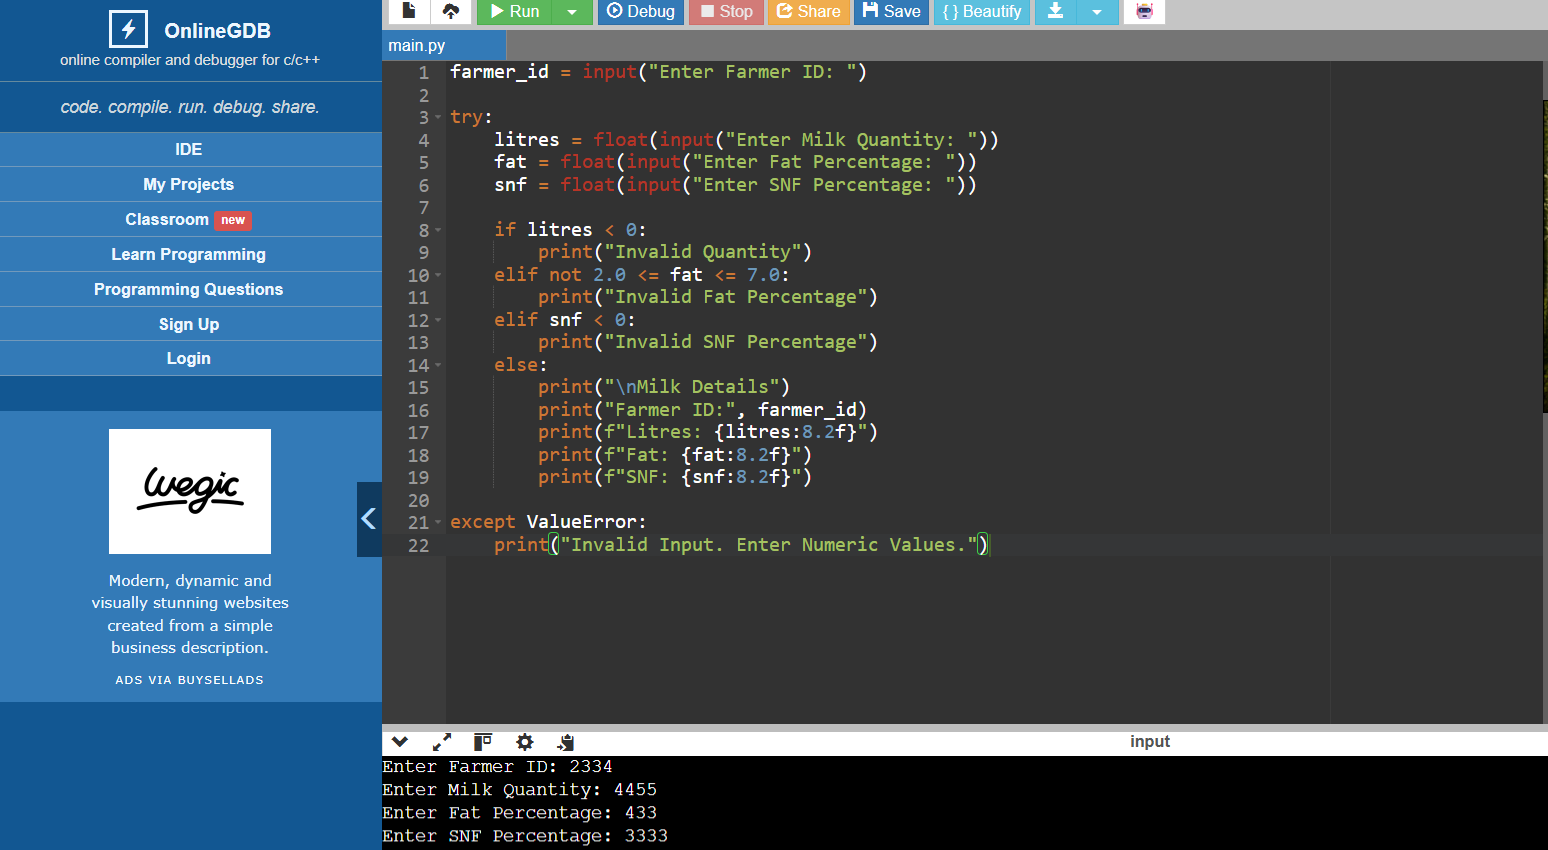 OnlineGDB
online compiler and debugger for c/c++
code. compile. run. debug. share.
IDE
My Projects
Classroom new
Learn Programming
Programming Questions
Sign Up
Login
wegic
Modern, dynamic and
visually stunning websites
created from a simple
business description.
ADS VIA BUYSELLADS
Run Debug Stop Share Save { } Beautify
main.py
1 farmer_id = input("Enter Farmer ID: ")
2
3 try:
4     litres = float(input("Enter Milk Quantity: "))
5     fat = float(input("Enter Fat Percentage: "))
6     snf = float(input("Enter SNF Percentage: "))
7
8     if litres < 0:
9         print("Invalid Quantity")
10     elif not 2.0 <= fat <= 7.0:
11         print("Invalid Fat Percentage")
12     elif snf < 0:
13         print("Invalid SNF Percentage")
14     else:
15         print("\nMilk Details")
16         print("Farmer ID:", farmer_id)
17         print(f"Litres: {litres:8.2f}")
18         print(f"Fat: {fat:8.2f}")
19         print(f"SNF: {snf:8.2f}")
20
21 except ValueError:
22     print("Invalid Input. Enter Numeric Values.")
input
Enter Farmer ID: 2334
Enter Milk Quantity: 4455
Enter Fat Percentage: 433
Enter SNF Percentage: 3333